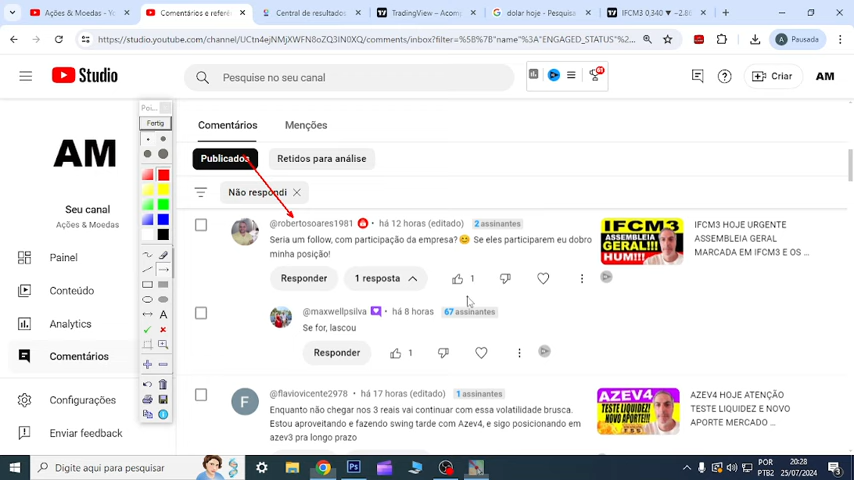 Ações & Moedas - Yo
Comentários e referê
Central de resultados
TradingView – Acomp
dolar hoje - Pesquisa
IFCM3 0,340 ▼ −2.8
https://studio.youtube.com/channel/UCtn4ejNMjXWFN8oZQ3IN0XQ/comments/inbox?filter=%5B%7B"name"%3A"ENGAGED_STATUS"%2...
Pausada
Studio
Pesquise no seu canal
Criar
AM
Poi...
Fertig
AM
Seu canal
Ações & Moedas
Painel
Conteúdo
Analytics
Comentários
Configurações
Enviar feedback
Comentários
Menções
Publicados
Retidos para análise
Não respondi
@robertosoares1981 • há 12 horas (editado) 2 assinantes
Seria um follow, com participação da empresa?😊 Se eles participarem eu dobro
minha posição!
Responder
1 resposta
1
IFCM3
ASSEMBLEIA
GERAL!!!
HUM!!!
IFCM3 HOJE URGENTE
ASSEMBLEIA GERAL
MARCADA EM IFCM3 E OS ...
@maxwellpsilva • há 8 horas 67 assinantes
Se for, lascou
Responder
1
F
@flaviovicente2978 • há 17 horas (editado) 1 assinantes
Enquanto não chegar nos 3 reais vai continuar com essa volatilidade brusca.
Estou aproveitando e fazendo swing tarde com Azev4, e sigo posicionando em
azev3 pra longo prazo
AZEV4
TESTE LIQUIDEZ!
NOVO
APORTE!
AZEV4 HOJE ATENÇÃO
TESTE LIQUIDEZ E NOVO
APORTE MERCADO ...
Digite aqui para pesquisar
POR
PTB2
20:28
25/07/2024